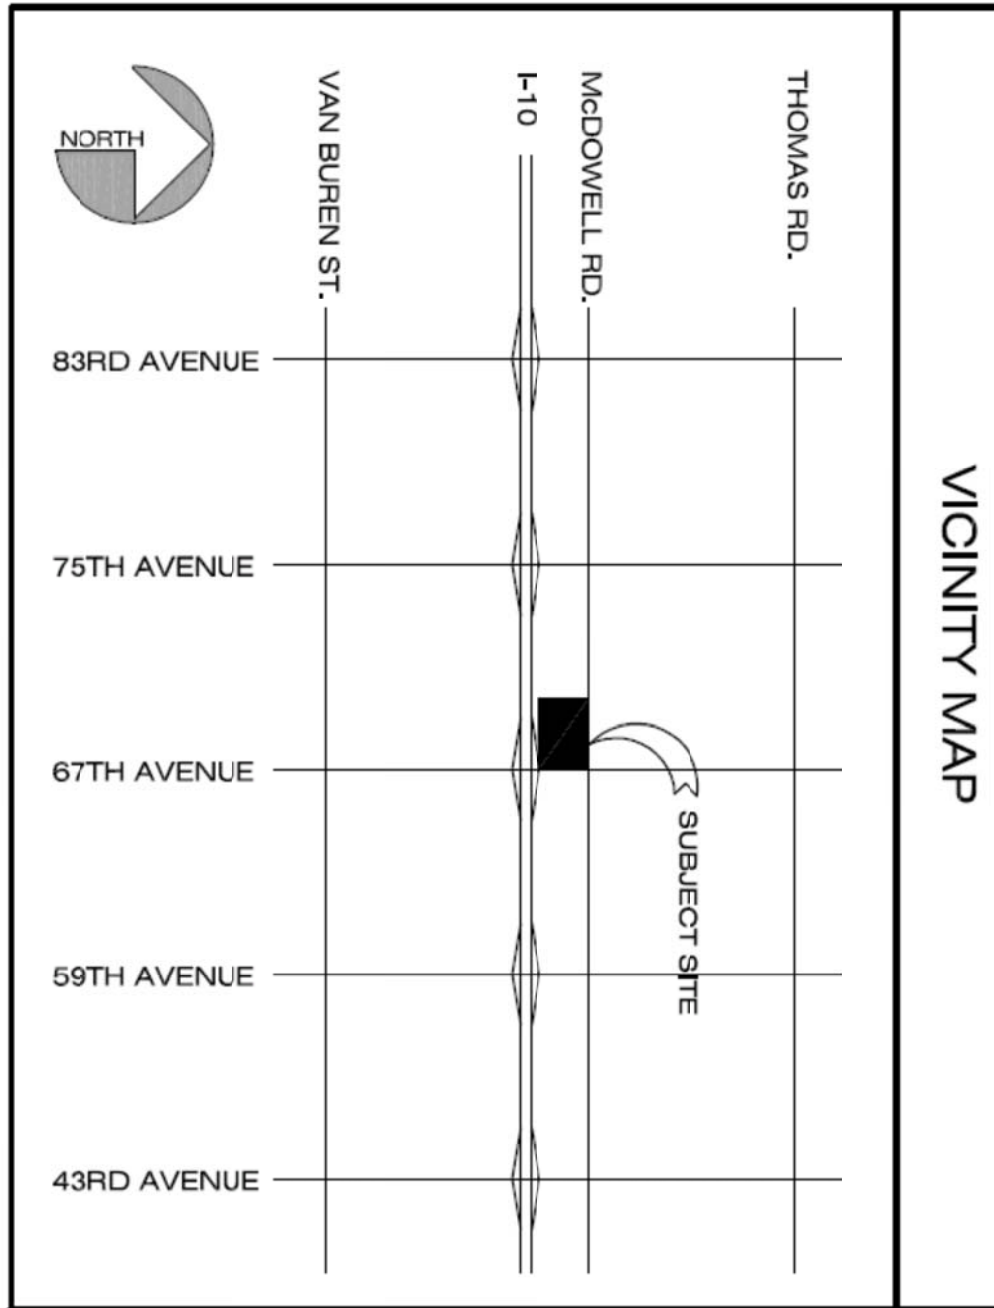 NORTH
VAN BUREN ST.
I-10
McDOWELL RD.
THOMAS RD.
83RD AVENUE
75TH AVENUE
67TH AVENUE
59TH AVENUE
43RD AVENUE
SUBJECT SITE
VICINITY MAP